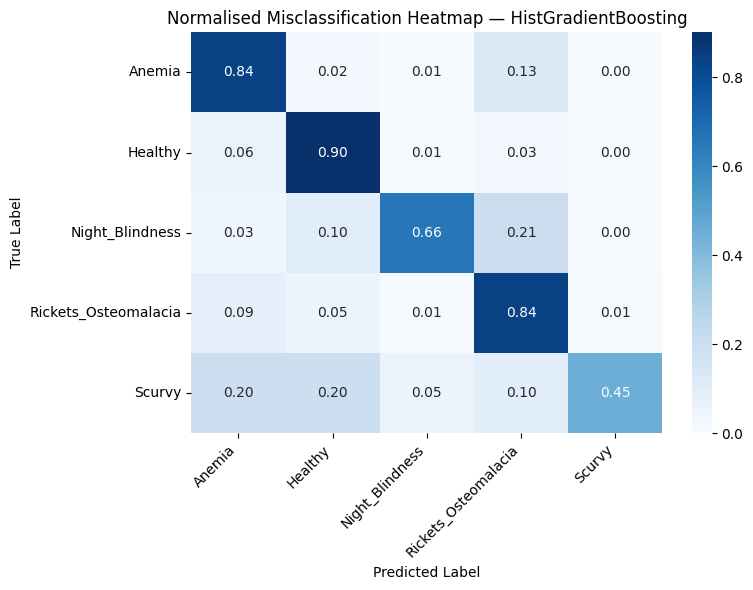 Normalised Misclassification Heatmap — HistGradientBoosting
True Label
Anemia 0.84 0.02 0.01 0.13 0.00
Healthy 0.06 0.90 0.01 0.03 0.00
Night_Blindness 0.03 0.10 0.66 0.21 0.00
Rickets_Osteomalacia 0.09 0.05 0.01 0.84 0.01
Scurvy 0.20 0.20 0.05 0.10 0.45
Anemia Healthy Night_Blindness Rickets_Osteomalacia Scurvy
Predicted Label
0.8
0.6
0.4
0.2
0.0